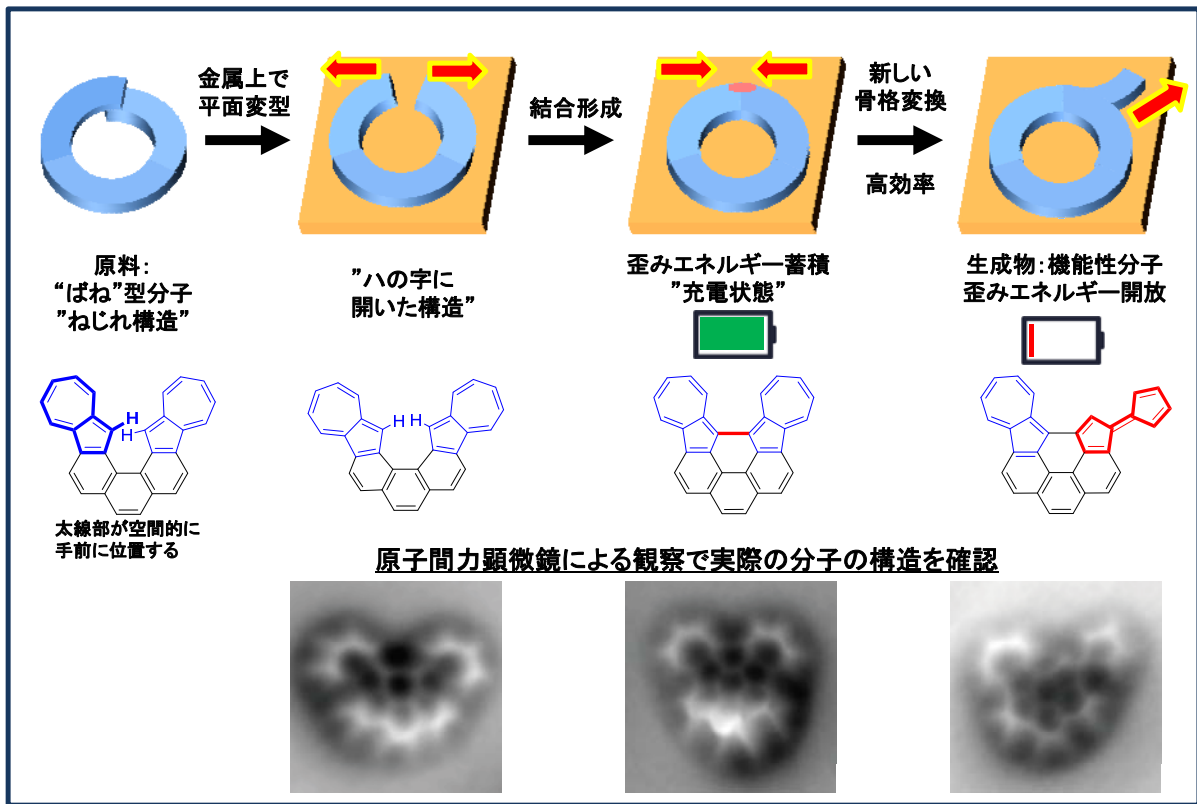 金属上で
平面変型
結合形成
新しい
骨格変換
高効率
原料：
“ばね”型分子
”ねじれ構造”
”ハの字に
開いた構造”
歪みエネルギー蓄積
”充電状態”
生成物：機能性分子
歪みエネルギー開放
H
H
H H
太線部が空間的に
手前に位置する
原子間力顕微鏡による観察で実際の分子の構造を確認